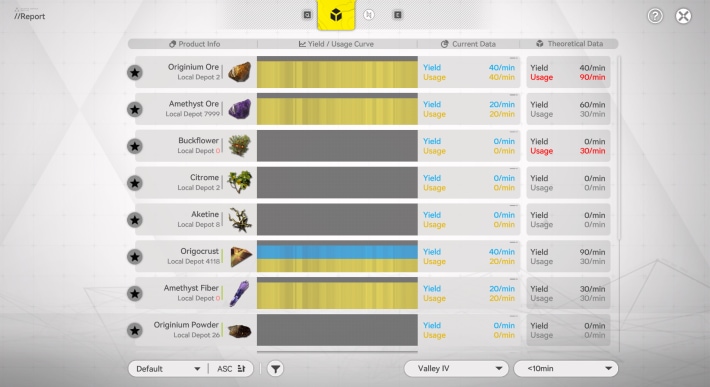 //Report
Q
E
Product Info
Yield / Usage Curve
Current Data
Theoretical Data
Originium Ore
Local Depot 2
Yield 40/min
Usage 40/min
Yield 40/min
Usage 90/min
Amethyst Ore
Local Depot 7999
Yield 20/min
Usage 20/min
Yield 60/min
Usage 30/min
Buckflower
Local Depot 0
Yield 0/min
Usage 0/min
Yield 0/min
Usage 30/min
Citrome
Local Depot 2
Yield 0/min
Usage 0/min
Yield 0/min
Usage 0/min
Aketine
Local Depot 8
Yield 0/min
Usage 0/min
Yield 0/min
Usage 0/min
Origocrust
Local Depot 4118
Yield 40/min
Usage 20/min
Yield 90/min
Usage 30/min
Amethyst Fiber
Local Depot 0
Yield 20/min
Usage 20/min
Yield 30/min
Usage 30/min
Originium Powder
Local Depot 26
Yield 0/min
Usage 0/min
Yield 0/min
Usage 0/min
Default
ASC
Valley IV
<10min